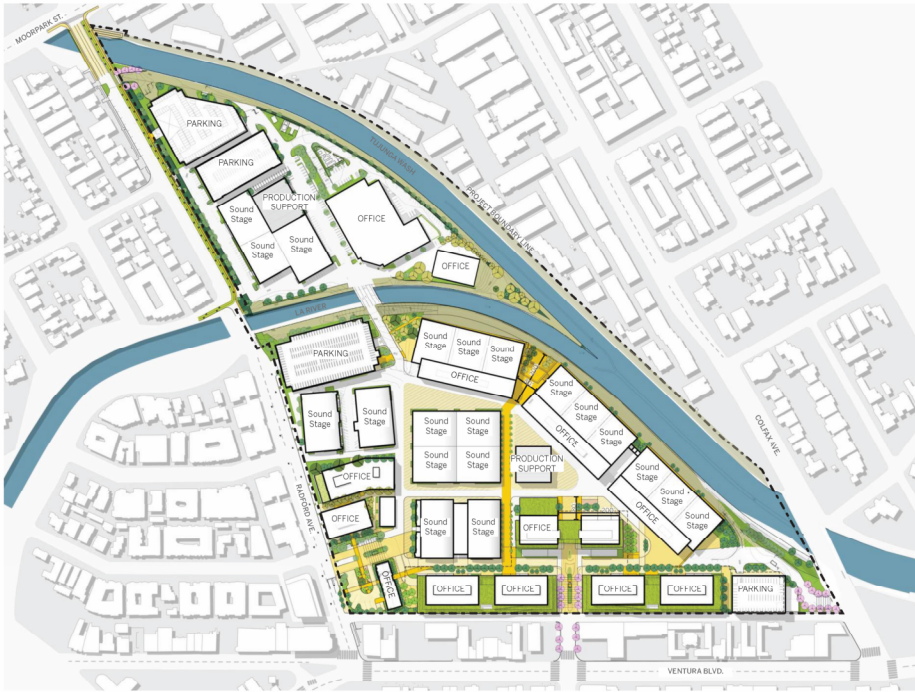 MOORPARK ST.
PARKING
TUJUNGA WASH
PARKING
PROJECT BOUNDARY LINE
PRODUCTION
SUPPORT
Sound
Stage
OFFICE
Sound
Stage
Sound
Stage
OFFICE
LA RIVER
PARKING
Sound
Stage
Sound
Stage
Sound
Stage
OFFICE
Sound
Stage
Sound
Stage
Sound
Stage
OFFICE
Sound
Stage
Sound
Stage
Sound
Stage
Sound
Stage
Sound
Stage
Sound
Stage
COLFAX AVE.
PRODUCTION
SUPPORT
OFFICE
Sound
Stage
Sound
Stage
Sound
Stage
OFFICE
RADFORD AVE.
OFFICE
Sound
Stage
Sound
Stage
OFFICE
OFFICE
OFFICE
OFFICE
OFFICE
OFFICE
PARKING
VENTURA BLVD.